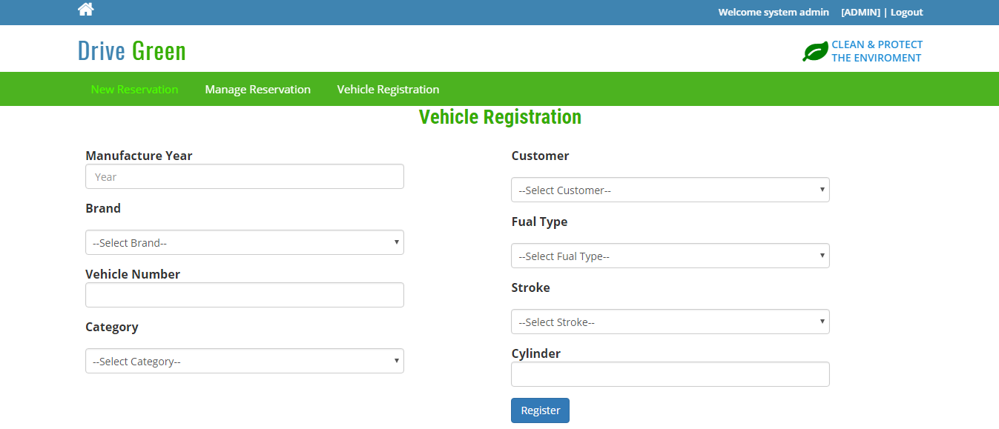 Welcome system admin [ADMIN] | Logout
Drive Green
CLEAN & PROTECT
THE ENVIROMENT
New Reservation Manage Reservation Vehicle Registration
Vehicle Registration
Manufacture Year
Year
Brand
--Select Brand--
Vehicle Number
Category
--Select Category--
Customer
--Select Customer--
Fual Type
--Select Fual Type--
Stroke
--Select Stroke--
Cylinder
Register